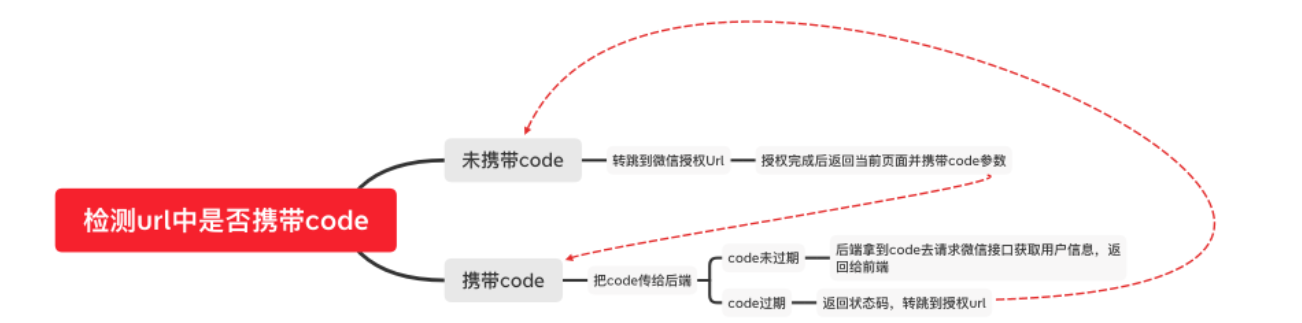 检测url中是否携带code
未携带code
转跳到微信授权Url
授权完成后返回当前页面并携带code参数
携带code
把code传给后端
code未过期
后端拿到code去请求微信接口获取用户信息，返
回给前端
code过期
返回状态码，转跳到授权url